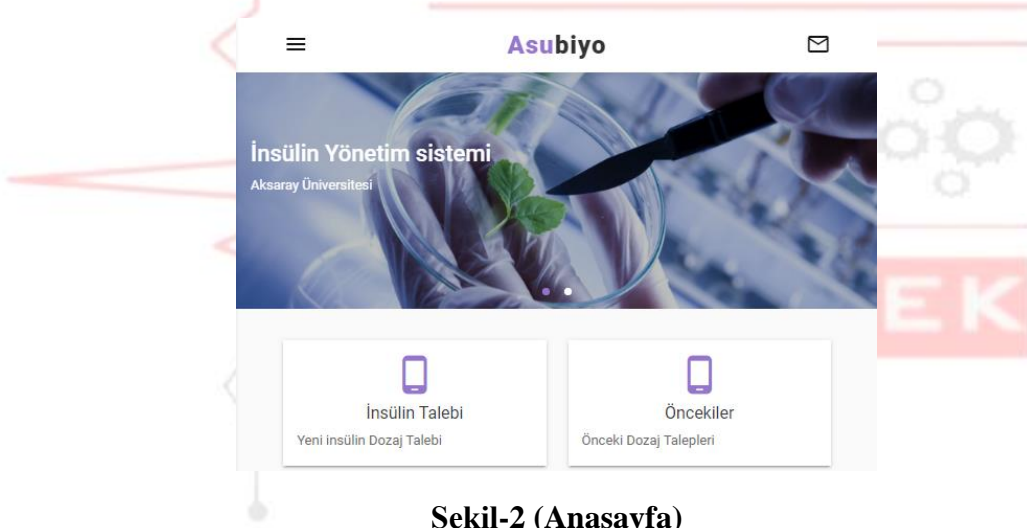 Asubiyo
İnsülin Yönetim sistemi
Aksaray Üniversitesi
EK
İnsülin Talebi
Yeni insülin Dozaj Talebi
Öncekiler
Önceki Dozaj Talepleri
Şekil-2 (Anasayfa)